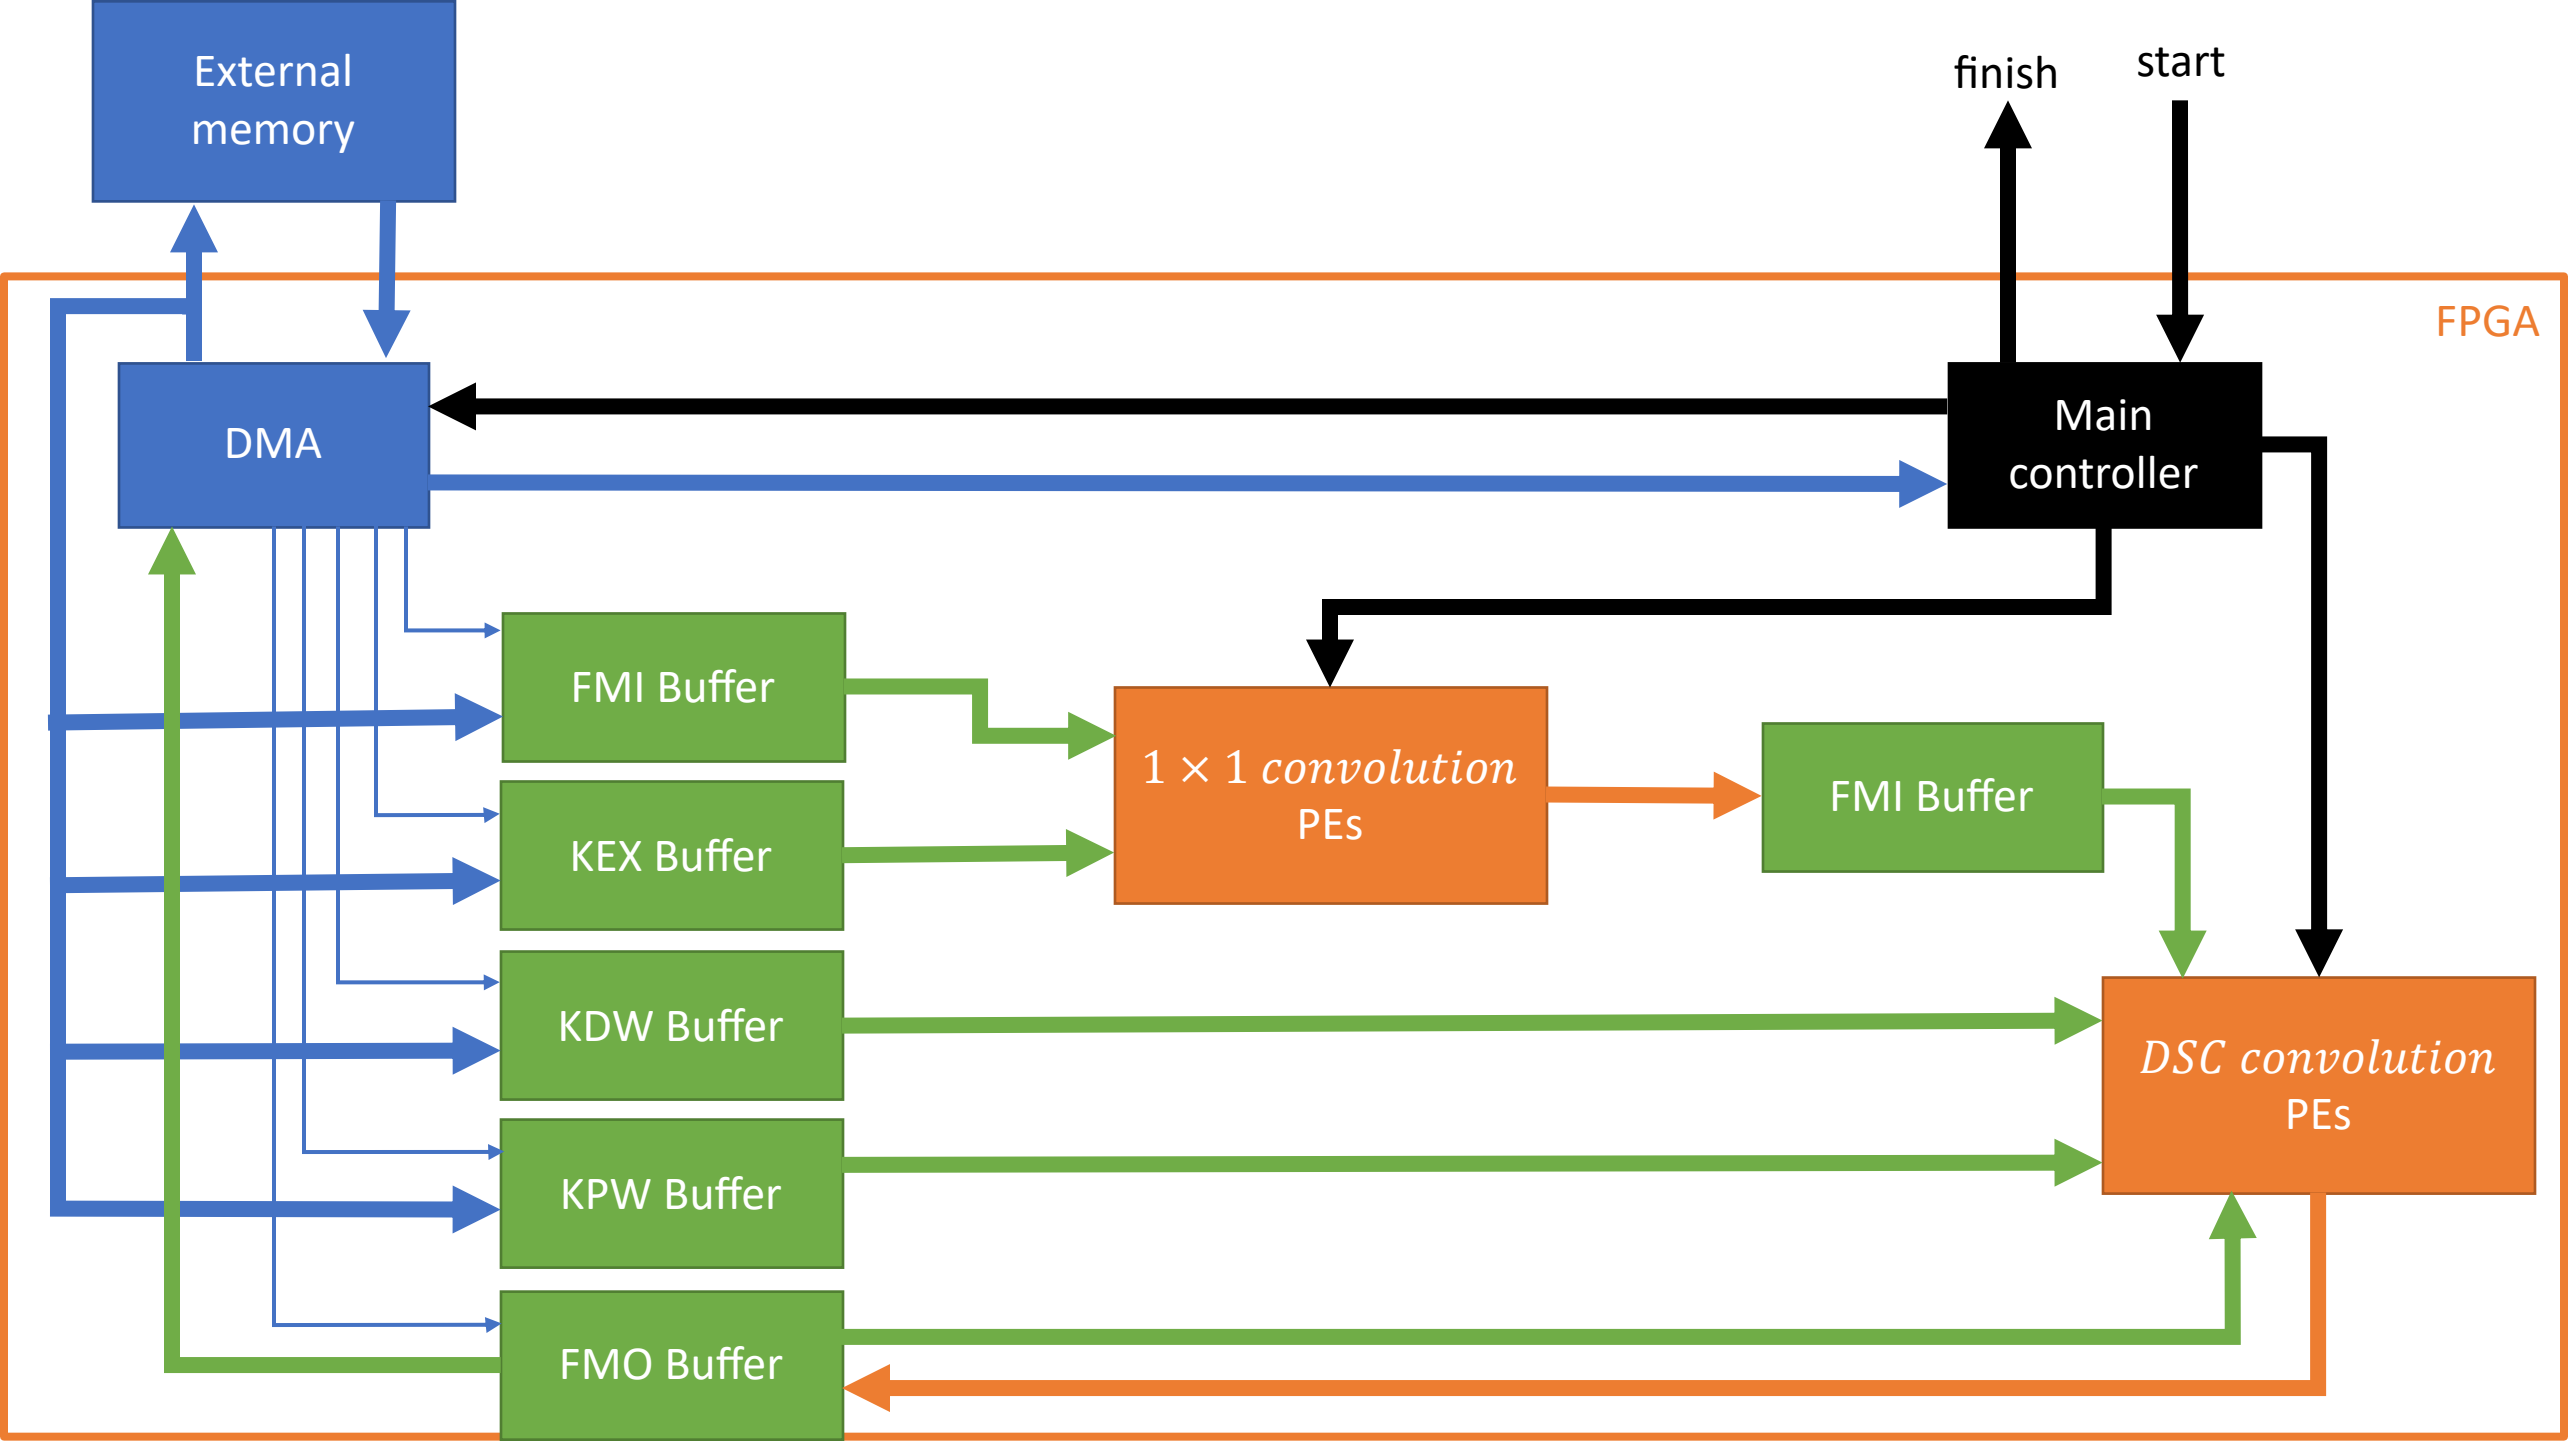 External
memory
finish
start
FPGA
DMA
Main
controller
FMI Buffer
1 × 1 convolution
PEs
FMI Buffer
KEX Buffer
KDW Buffer
DSC convolution
PEs
KPW Buffer
FMO Buffer